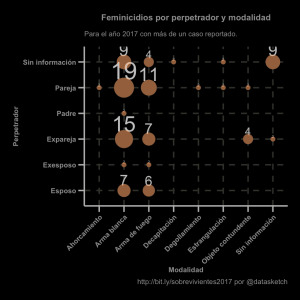 Feminicidios por perpetrador y modalidad
Para el año 2017 con más de un caso reportado.
Perpetrador
Sin información
Pareja
Padre
Expareja
Exesposo
Esposo
9
4
9
19
11
15
7
4
7
6
Ahorcamiento
Arma blanca
Arma de fuego
Decapitación
Degollamiento
Estrangulación
Objeto contundente
Sin información
Modalidad
http://bit.ly/sobrevivientes2017 por @datasketch